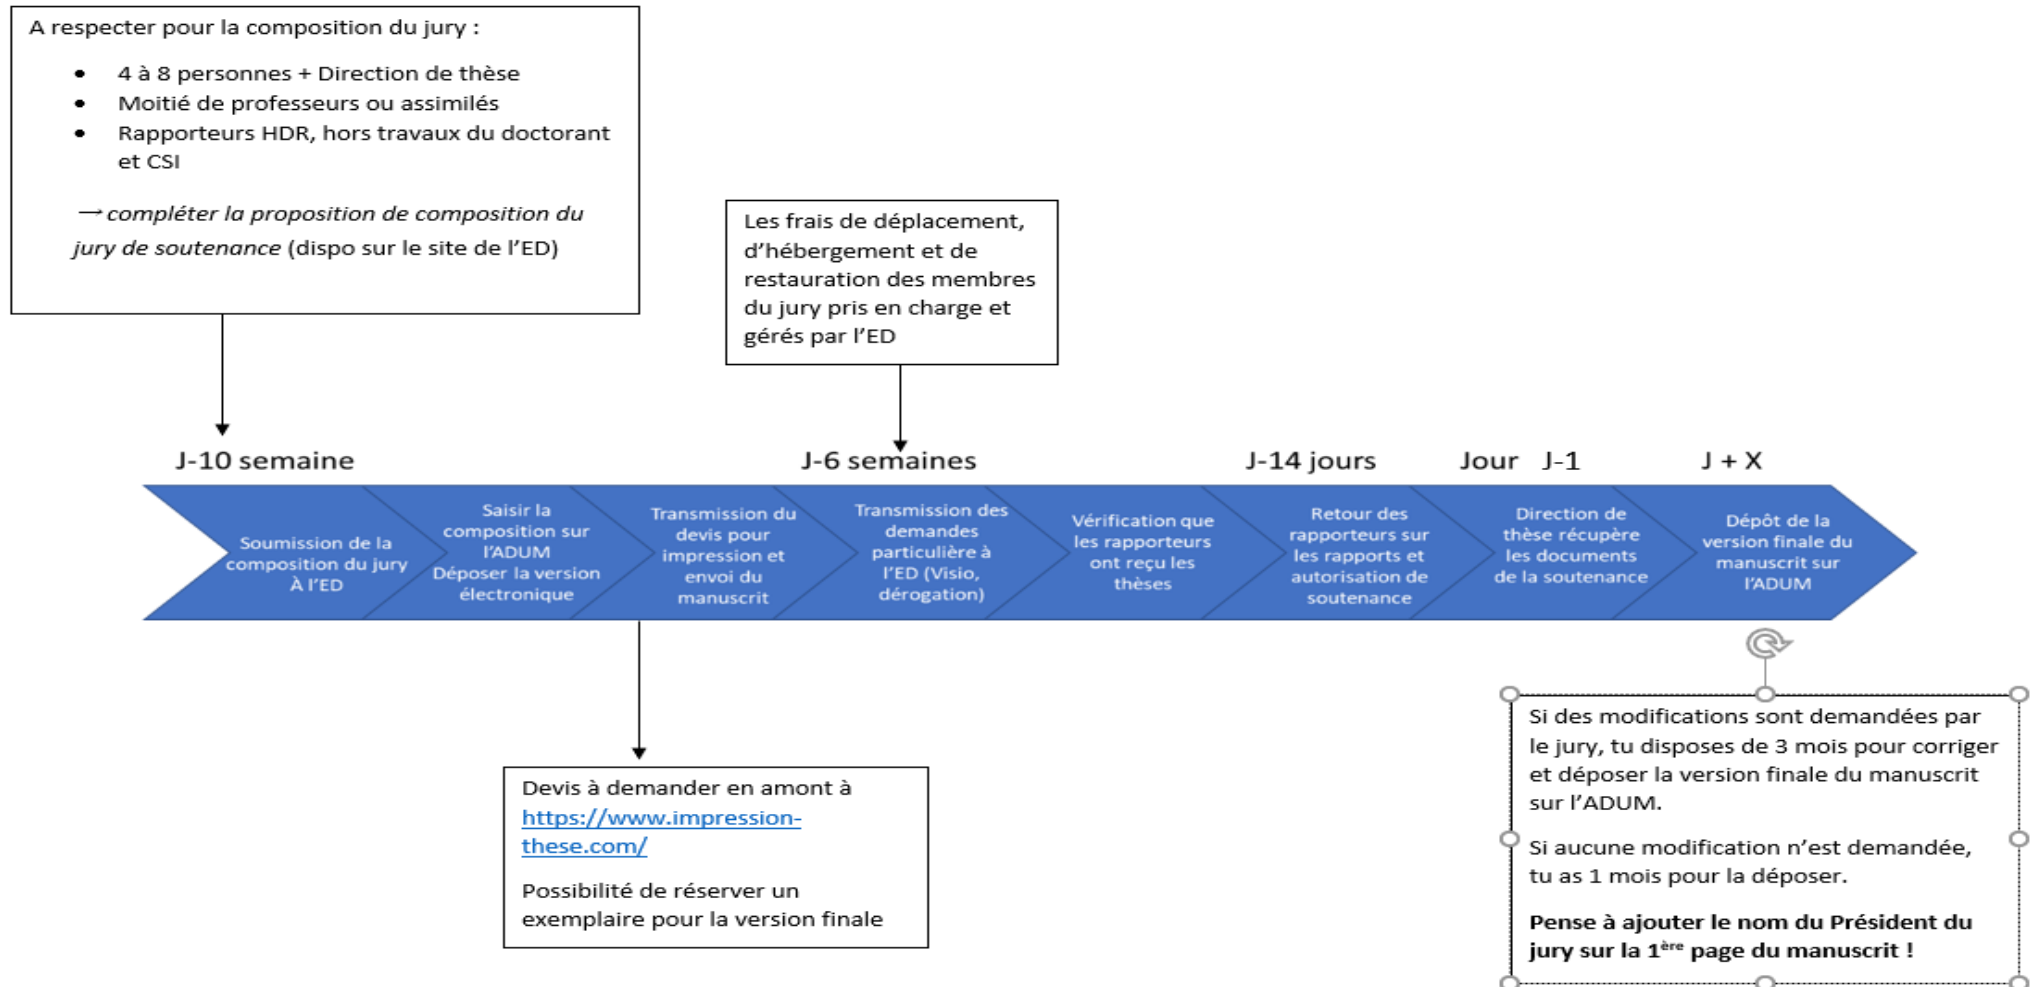 A respecter pour la composition du jury :
• 4 à 8 personnes + Direction de thèse
• Moitié de professeurs ou assimilés
• Rapporteurs HDR, hors travaux du doctorant
et CSI
→ compléter la proposition de composition du
jury de soutenance (dispo sur le site de l’ED)
Les frais de déplacement,
d’hébergement et de
restauration des membres
du jury pris en charge et
gérés par l’ED
J-10 semaine
J-6 semaines
J-14 jours
Jour J-1
J + X
Soumission de la
composition du jury
À l’ED
Saisir la
composition sur
l’ADUM
Déposer la version
électronique
Transmission du
devis pour
impression et
envoi du
manuscrit
Transmission des
demandes
particulière à
l’ED (Visio,
dérogation)
Vérification que
les rapporteurs
ont reçu les
thèses
Retour des
rapporteurs sur
les rapports et
autorisation de
soutenance
Direction de
thèse récupère
les documents
de la soutenance
Dépôt de la
version finale du
manuscrit sur
l’ADUM
Devis à demander en amont à
https://www.impression-
these.com/
Possibilité de réserver un
exemplaire pour la version finale
Si des modifications sont demandées par
le jury, tu disposes de 3 mois pour corriger
et déposer la version finale du manuscrit
sur l’ADUM.
Si aucune modification n’est demandée,
tu as 1 mois pour la déposer.
Pense à ajouter le nom du Président du
jury sur la 1ère page du manuscrit !